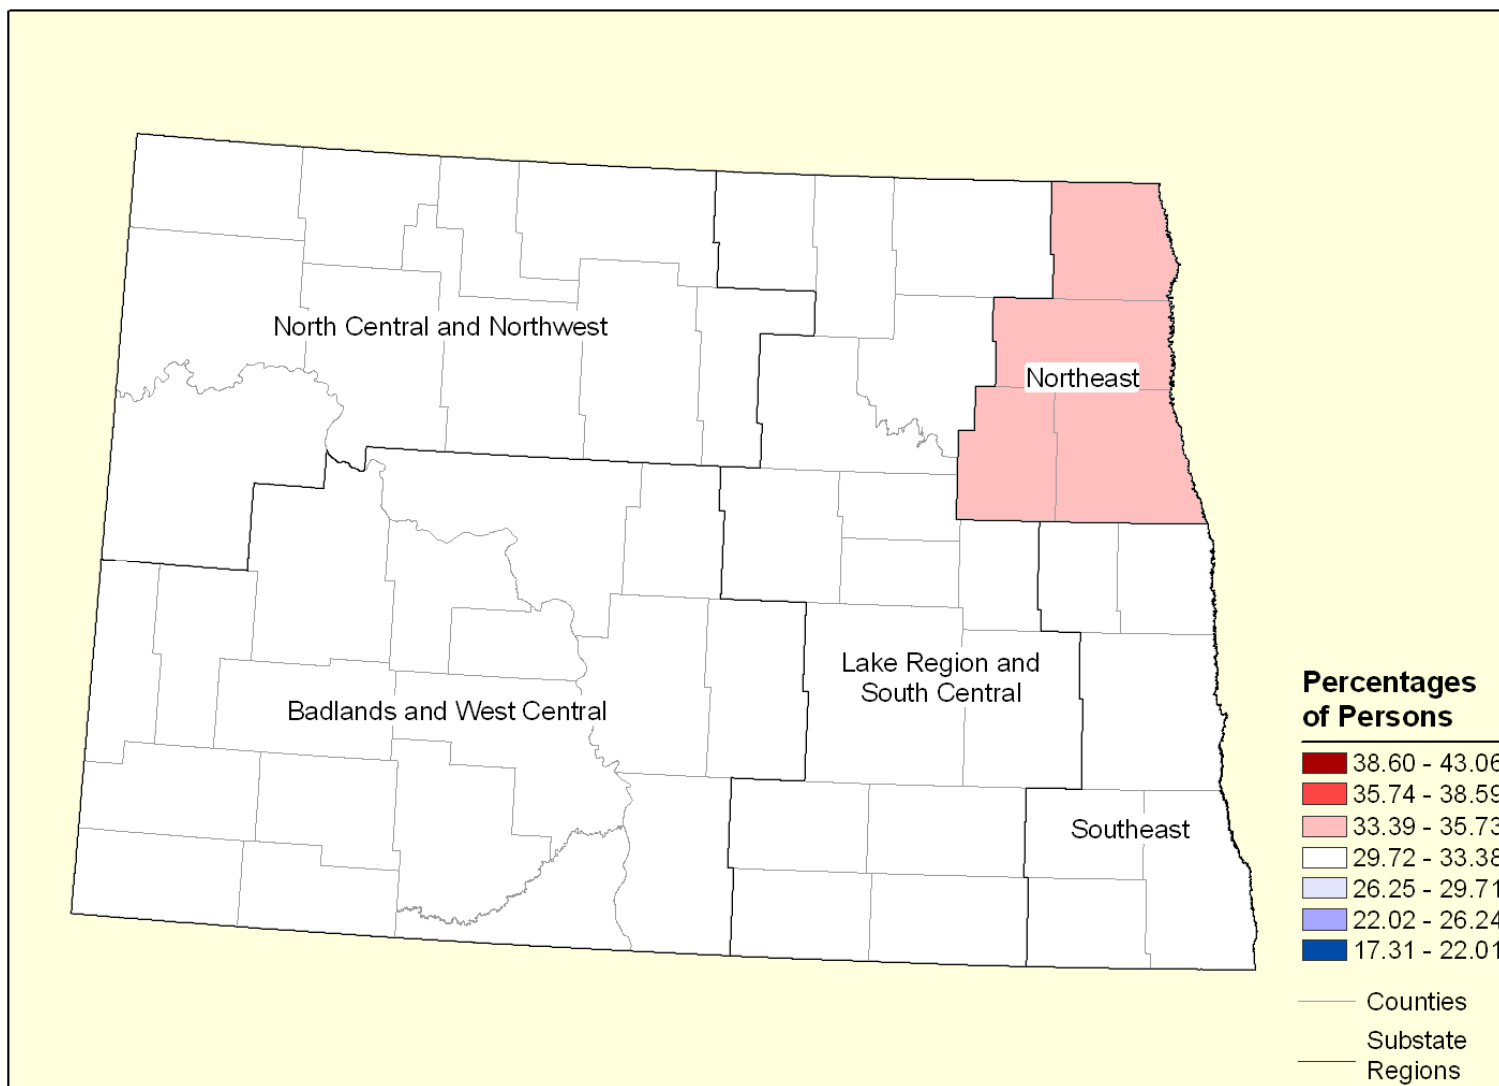 North Central and Northwest
Northeast
Lake Region and
South Central
Badlands and West Central
Southeast
Percentages
of Persons
38.60 - 43.06
35.74 - 38.59
33.39 - 35.73
29.72 - 33.38
26.25 - 29.71
22.02 - 26.24
17.31 - 22.01
Counties
Substate
Regions